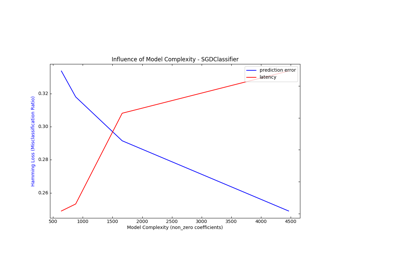 Influence of Model Complexity - SGDClassifier
prediction error
latency
0.32
0.30
0.28
0.26
Hamming Loss (Misclassification Ratio)
500 1000 1500 2000 2500 3000 3500 4000 4500
Model Complexity (non_zero coefficients)